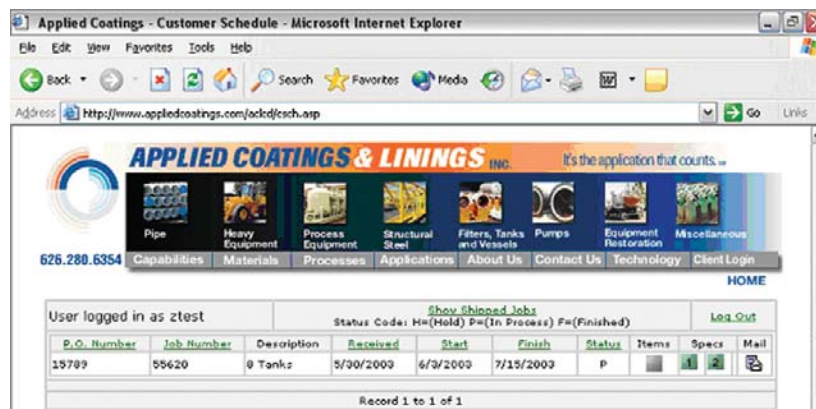 Applied Coatings - Customer Schedule - Microsoft Internet Explorer
File Edit View Favorites Tools Help
Back Search Favorites Media
Address http://www.appliedcoatings.com/aclcd/csch.asp Go Links
APPLIED COATINGS & LININGS INC. It's the application that counts.
Pipe Heavy Equipment Process Equipment Structural Steel Filters, Tanks and Vessels Pumps Equipment Restoration Miscellaneous
626.280.6354 Capabilities Materials Processes Applications About Us Contact Us Technology Client Login
HOME
User logged in as ztest Show Shipped Jobs Log Out
Status Code: H=(Hold) P=(In Process) F=(Finished)
P.O. Number Job Number Description Received Start Finish Status Items Specs Mail
15789 55620 8 Tanks 5/30/2003 6/3/2003 7/15/2003 P 1 2
Record 1 to 1 of 1